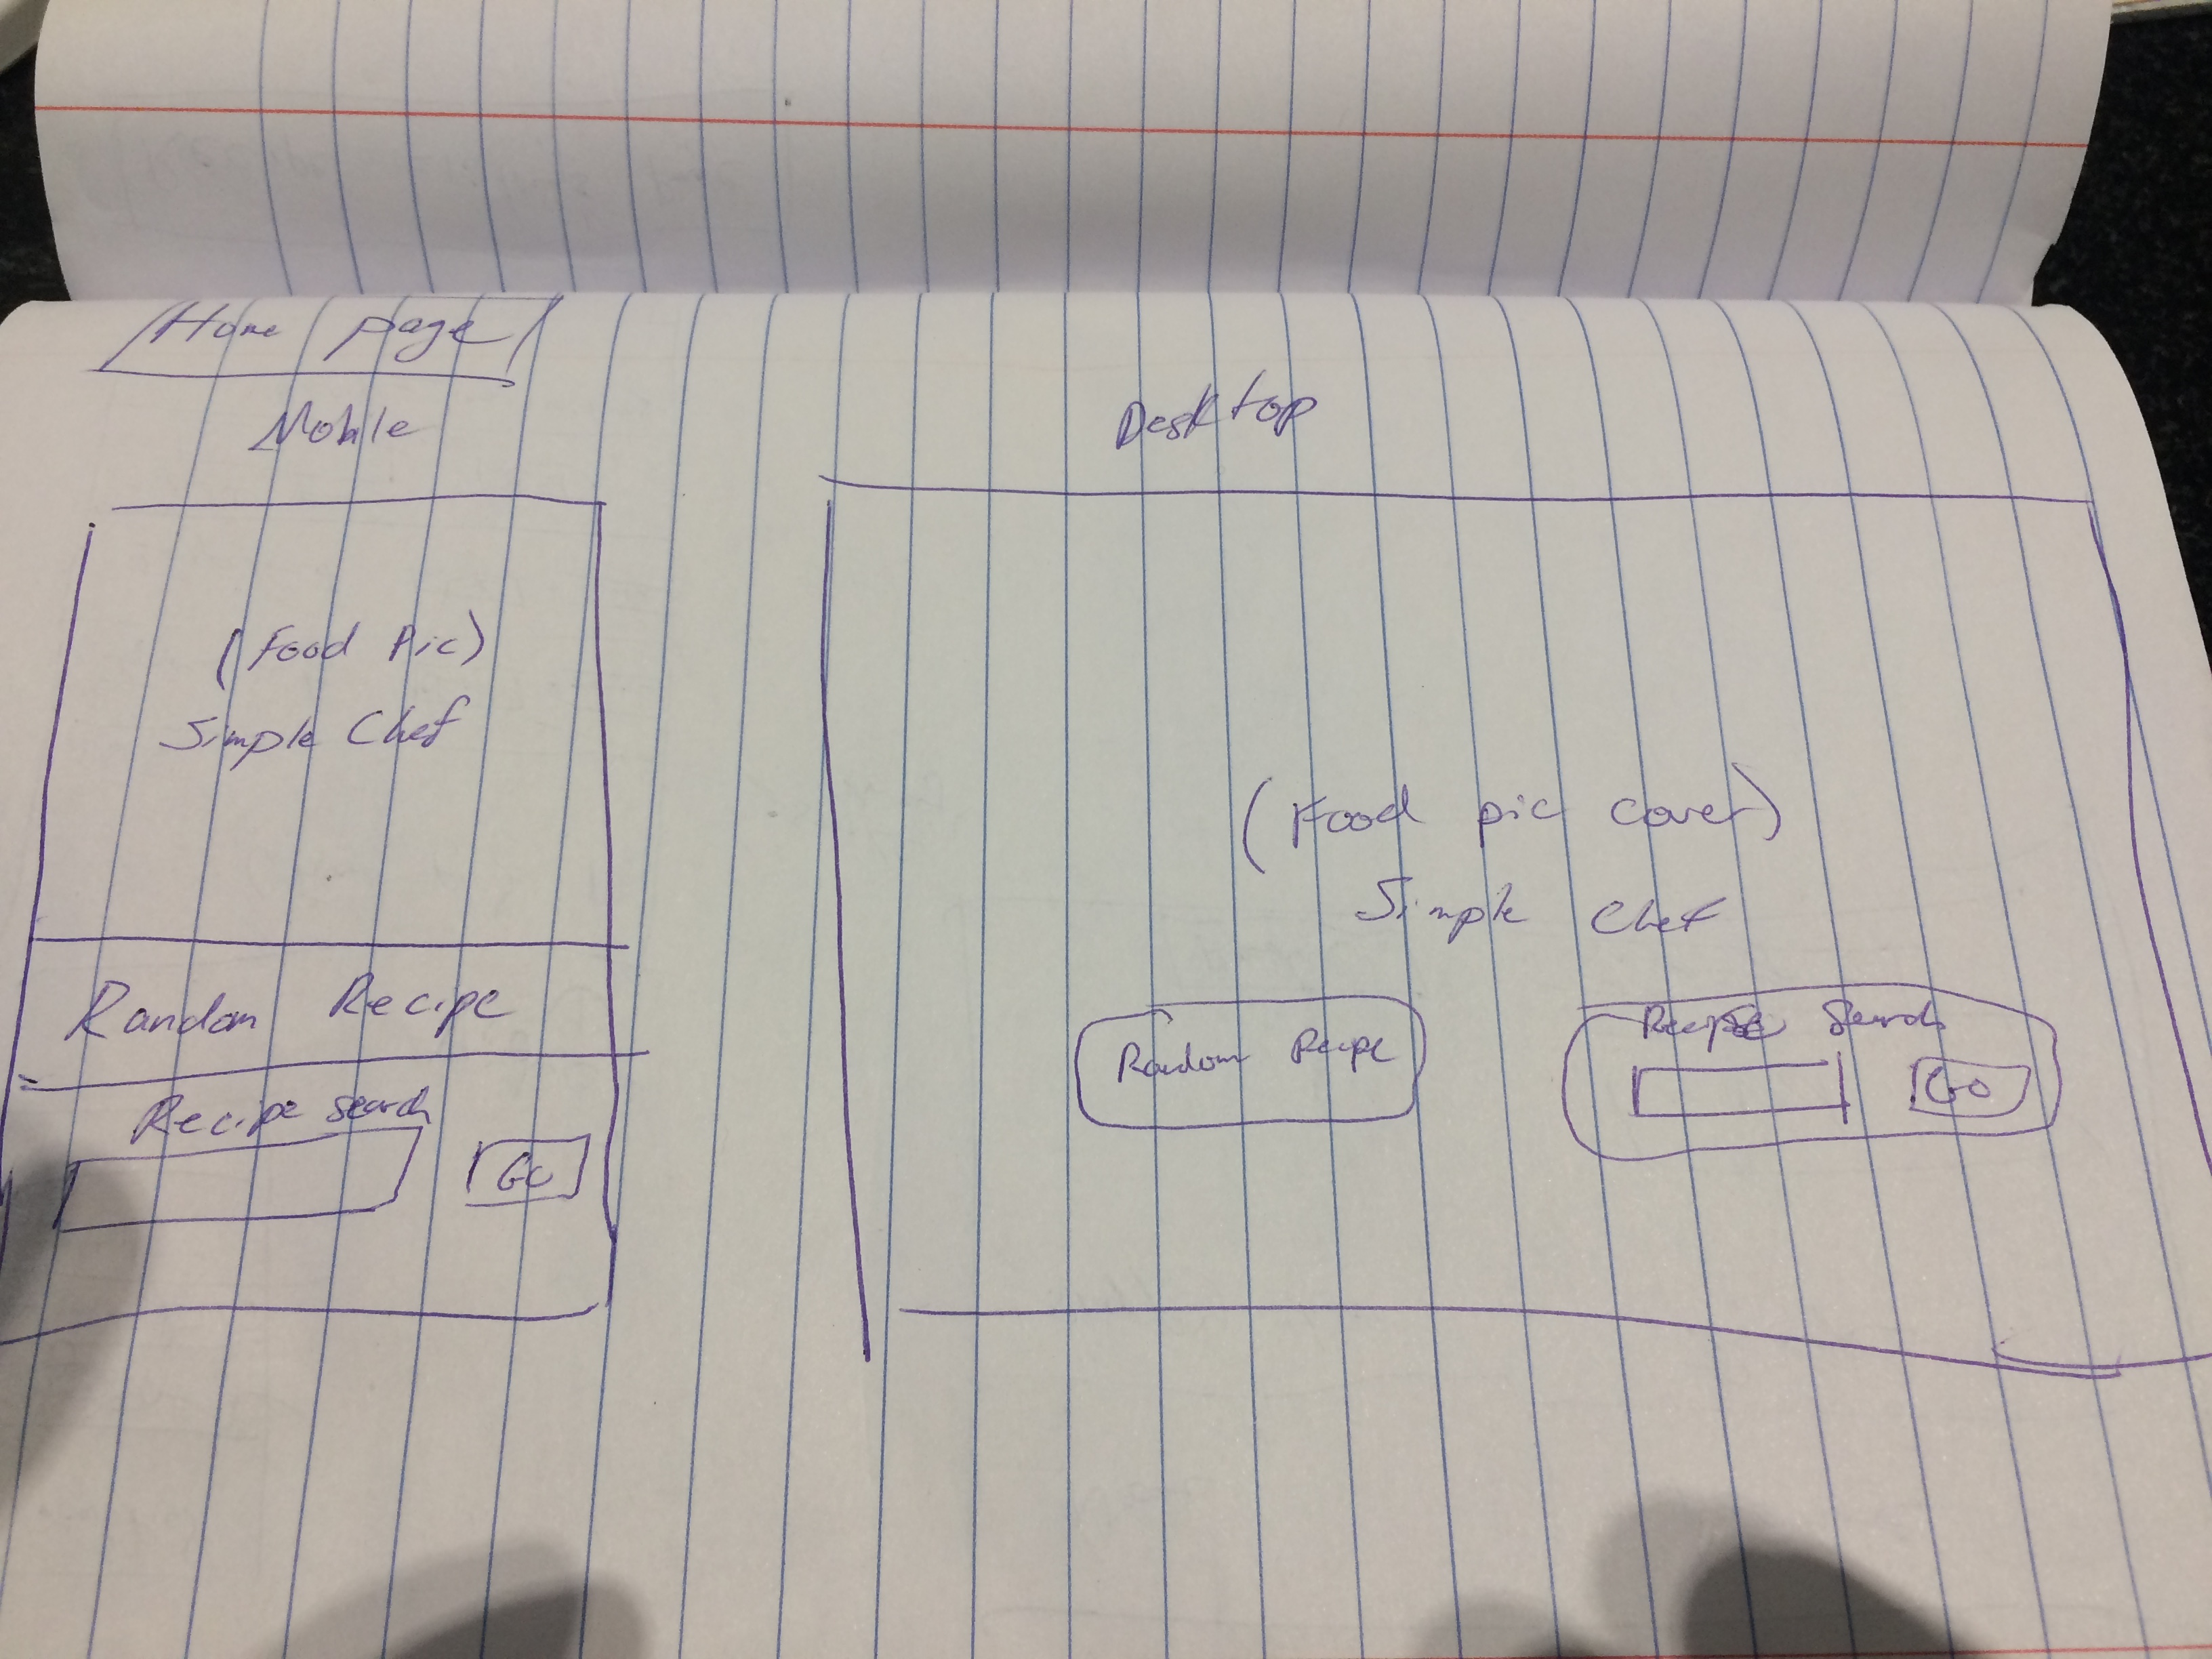 Home page
Mobile
(Food Pic)
Simple Chef
Random Recipe
Recipe search
Go
Desktop
(Food pic cover)
Simple Chef
Random Recipe
Recipe Search
Go